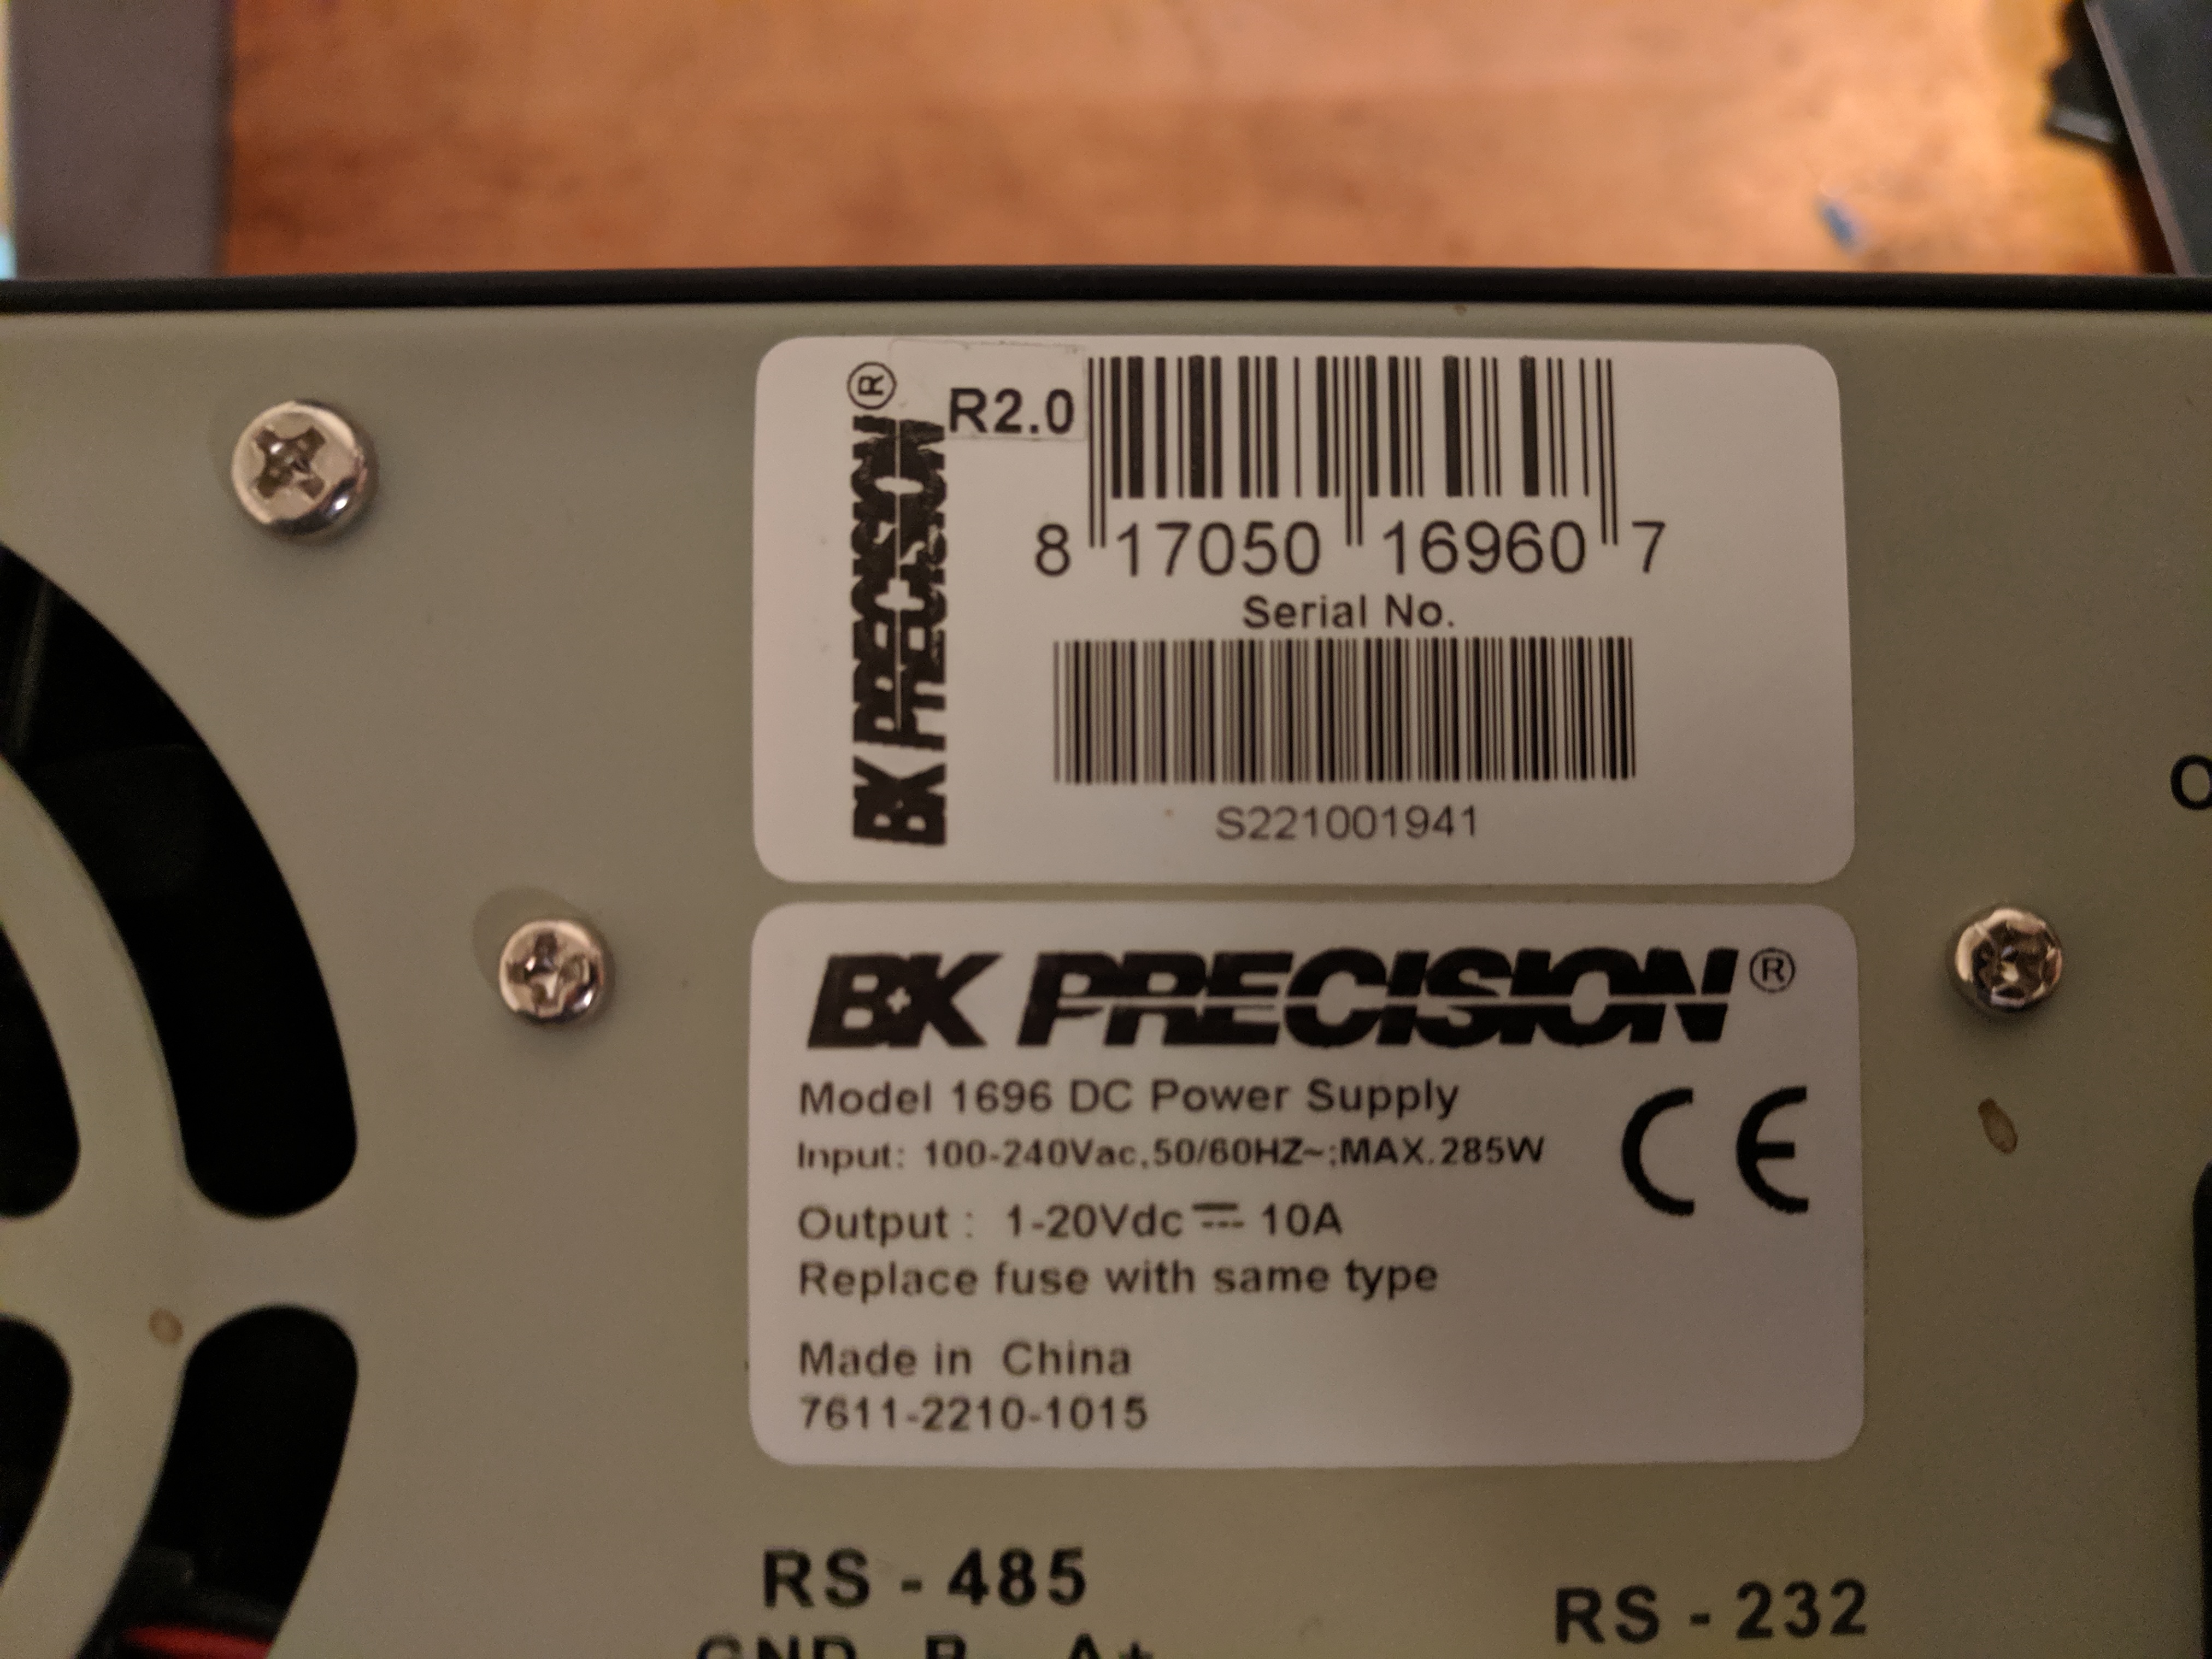 BK PRECISION®
R2.0
8 17050 16960 7
Serial No.
S221001941
BK PRECISION®
Model 1696 DC Power Supply
Input: 100-240Vac,50/60HZ~;MAX.285W
Output : 1-20Vdc⎓10A
Replace fuse with same type
CE
Made in China
7611-2210-1015
RS - 485
RS - 232
GND B- A+